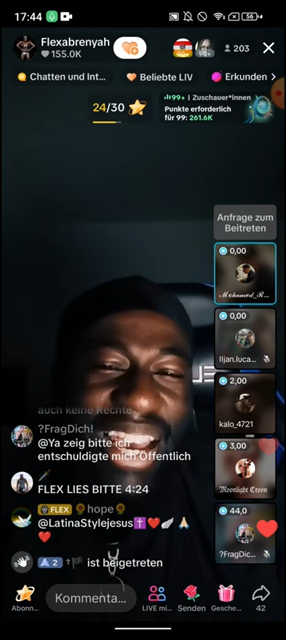 17:44
56
Flexabrenyah
155.0K
203
Chatten und Int...
Beliebte LIV
Erkunden >
24/30
99+ | Zuschauer*innen
Punkte erforderlich
für 99: 261.6K
Anfrage zum
Beitreten
0,00
Mohamed_R...
0,00
Iljan.luca...
2,00
kalo_4721
3,00
Moonlight Croon
44,0
?FragDic...
auch keine Rechte
?FragDich!
@Ya zeig bitte ich
entschuldigte mich Öffentlich
FLEX LIES BITTE 4:24
FLEX hope
@LatinaStylejesus
2 ist beigetreten
Abonn...
Kommenta...
LIVE mi...
Senden
Gesche...
42